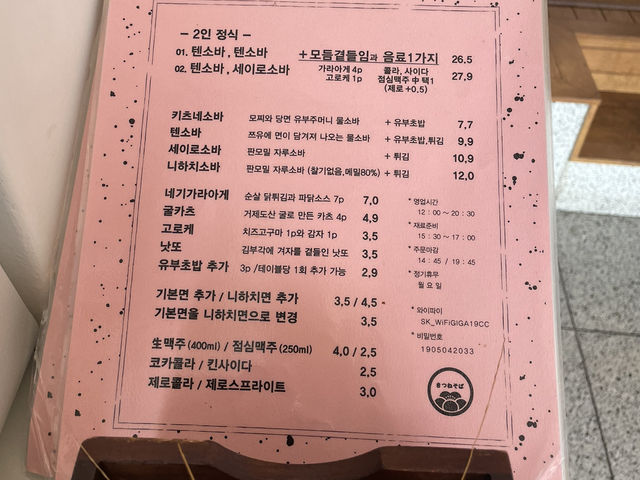 – 2인 정식 –
01. 텐소바, 텐소바 +모듬곁들임과 음료1가지 26.5
02. 텐소바, 세이로소바 가라아게 4p 콜라, 사이다 27,9
고로케 1p 점심맥주 中 택1
(제로 +0.5)
키츠네소바 모찌와 당면 유부주머니 물소바 + 유부초밥 7,7
텐소바 쯔유에 면이 담겨져 나오는 물소바 + 유부초밥,튀김 9,9
세이로소바 판모밀 자루소바 + 튀김 10,9
니하치소바 판모밀 자루소바 (찰기없음,메밀80%) + 튀김 12,0
네기가라아게 순살 닭튀김과 파닭소스 7p 7,0
굴카츠 거제도산 굴로 만든 카츠 4p 4,9
고로케 치즈고구마 1p와 감자 1p 3,5
낫또 김부각에 겨자를 곁들인 낫또 3,5
유부초밥 추가 3p /테이블당 1회 추가 가능 2,9
기본면 추가 / 니하치면 추가 3,5 / 4,5
기본면을 니하치면으로 변경 3,5
生맥주 (400ml) / 점심맥주 (250ml) 4,0 / 2,5
코카콜라 / 킨사이다 2,5
제로콜라 / 제로스프라이트 3,0
* 영업시간
12 : 00 ~ 20 : 30
* 재료준비
15 : 30 ~ 17 : 00
* 주문마감
14 : 45 / 19 : 45
* 정기휴무
월 요 일
* 와이파이
SK_WiFiGIGA19CC
* 비밀번호
1905042033
きつねそば